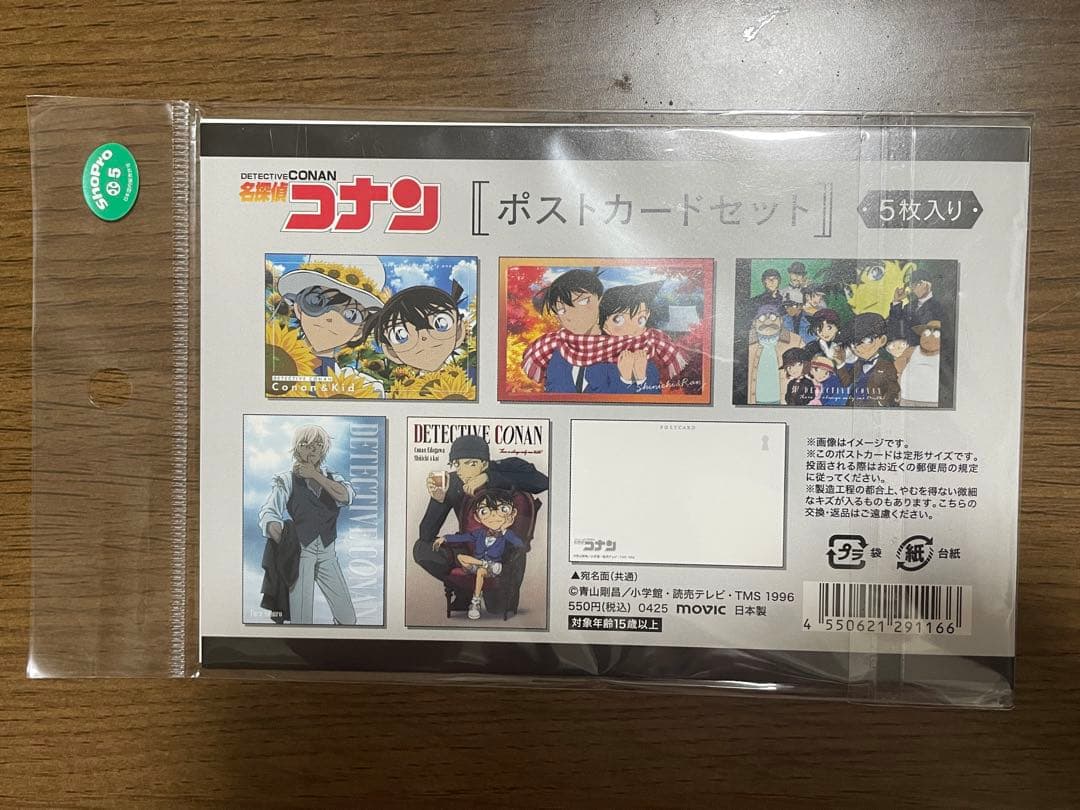 ShoPro
5
DETECTIVE CONAN
名探偵
コナン
ポストカードセット
5枚入り
DETECTIVE CONAN
Conan & Kid
Shinichi & Ran
DETECTIVE CONAN
DETECTIVE CONAN
DETECTIVE CONAN
Conan Edogawa
Shuichi Akai
POSTCARD
コナン
※画像はイメージです。
※このポストカードは定形サイズです。
投函される際はお近くの郵便局の規定
に従ってください。
※製造工程の都合上、やむを得ない微細
なキズが入るものもあります。こちらの
交換・返品はご遠慮ください。
プラ 袋
紙 台紙
▲宛名面(共通)
©青山剛昌/小学館・読売テレビ・TMS 1996
550円(税込) 0425 movic 日本製
対象年齢15歳以上
4 550621 291166